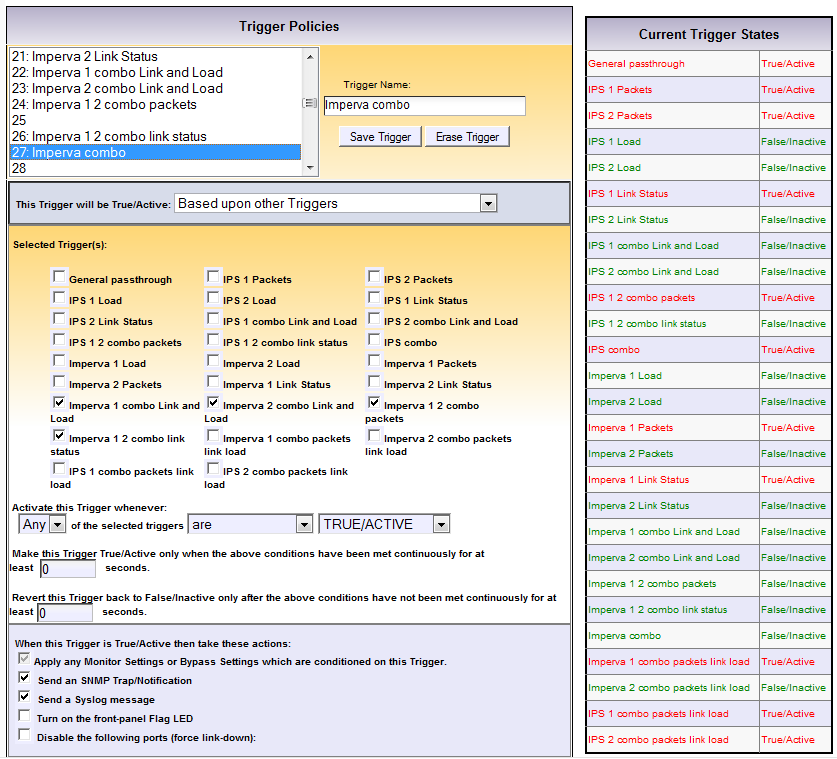 Trigger Policies
21: Imperva 2 Link Status
22: Imperva 1 combo Link and Load
23: Imperva 2 combo Link and Load
24: Imperva 1 2 combo packets
25
26: Imperva 1 2 combo link status
27: Imperva combo
28
Trigger Name:
Imperva combo
Save Trigger Erase Trigger
This Trigger will be True/Active: Based upon other Triggers
Selected Trigger(s):
General passthrough IPS 1 Packets IPS 2 Packets
IPS 1 Load IPS 2 Load IPS 1 Link Status
IPS 2 Link Status IPS 1 combo Link and Load IPS 2 combo Link and Load
IPS 1 2 combo packets IPS 1 2 combo link status IPS combo
Imperva 1 Load Imperva 2 Load Imperva 1 Packets
Imperva 2 Packets Imperva 1 Link Status Imperva 2 Link Status
Imperva 1 combo Link and Imperva 2 combo Link and Imperva 1 2 combo
Load Load packets
Imperva 1 2 combo link Imperva 1 combo packets Imperva 2 combo packets
status link load link load
IPS 1 combo packets link IPS 2 combo packets link
load load
Activate this Trigger whenever:
Any of the selected triggers are TRUE/ACTIVE
Make this Trigger True/Active only when the above conditions have been met continuously for at
least 0 seconds.
Revert this Trigger back to False/Inactive only after the above conditions have not been met continuously for at
least 0 seconds.
When this Trigger is True/Active then take these actions:
Apply any Monitor Settings or Bypass Settings which are conditioned on this Trigger.
Send an SNMP Trap/Notification
Send a Syslog message
Turn on the front-panel Flag LED
Disable the following ports (force link-down):
Current Trigger States
General passthrough True/Active
IPS 1 Packets True/Active
IPS 2 Packets True/Active
IPS 1 Load False/Inactive
IPS 2 Load False/Inactive
IPS 1 Link Status True/Active
IPS 2 Link Status False/Inactive
IPS 1 combo Link and Load False/Inactive
IPS 2 combo Link and Load False/Inactive
IPS 1 2 combo packets True/Active
IPS 1 2 combo link status False/Inactive
IPS combo True/Active
Imperva 1 Load False/Inactive
Imperva 2 Load False/Inactive
Imperva 1 Packets True/Active
Imperva 2 Packets False/Inactive
Imperva 1 Link Status True/Active
Imperva 2 Link Status False/Inactive
Imperva 1 combo Link and Load False/Inactive
Imperva 2 combo Link and Load False/Inactive
Imperva 1 2 combo packets False/Inactive
Imperva 1 2 combo link status False/Inactive
Imperva combo False/Inactive
Imperva 1 combo packets link load True/Active
Imperva 2 combo packets link load False/Inactive
IPS 1 combo packets link load True/Active
IPS 2 combo packets link load True/Active